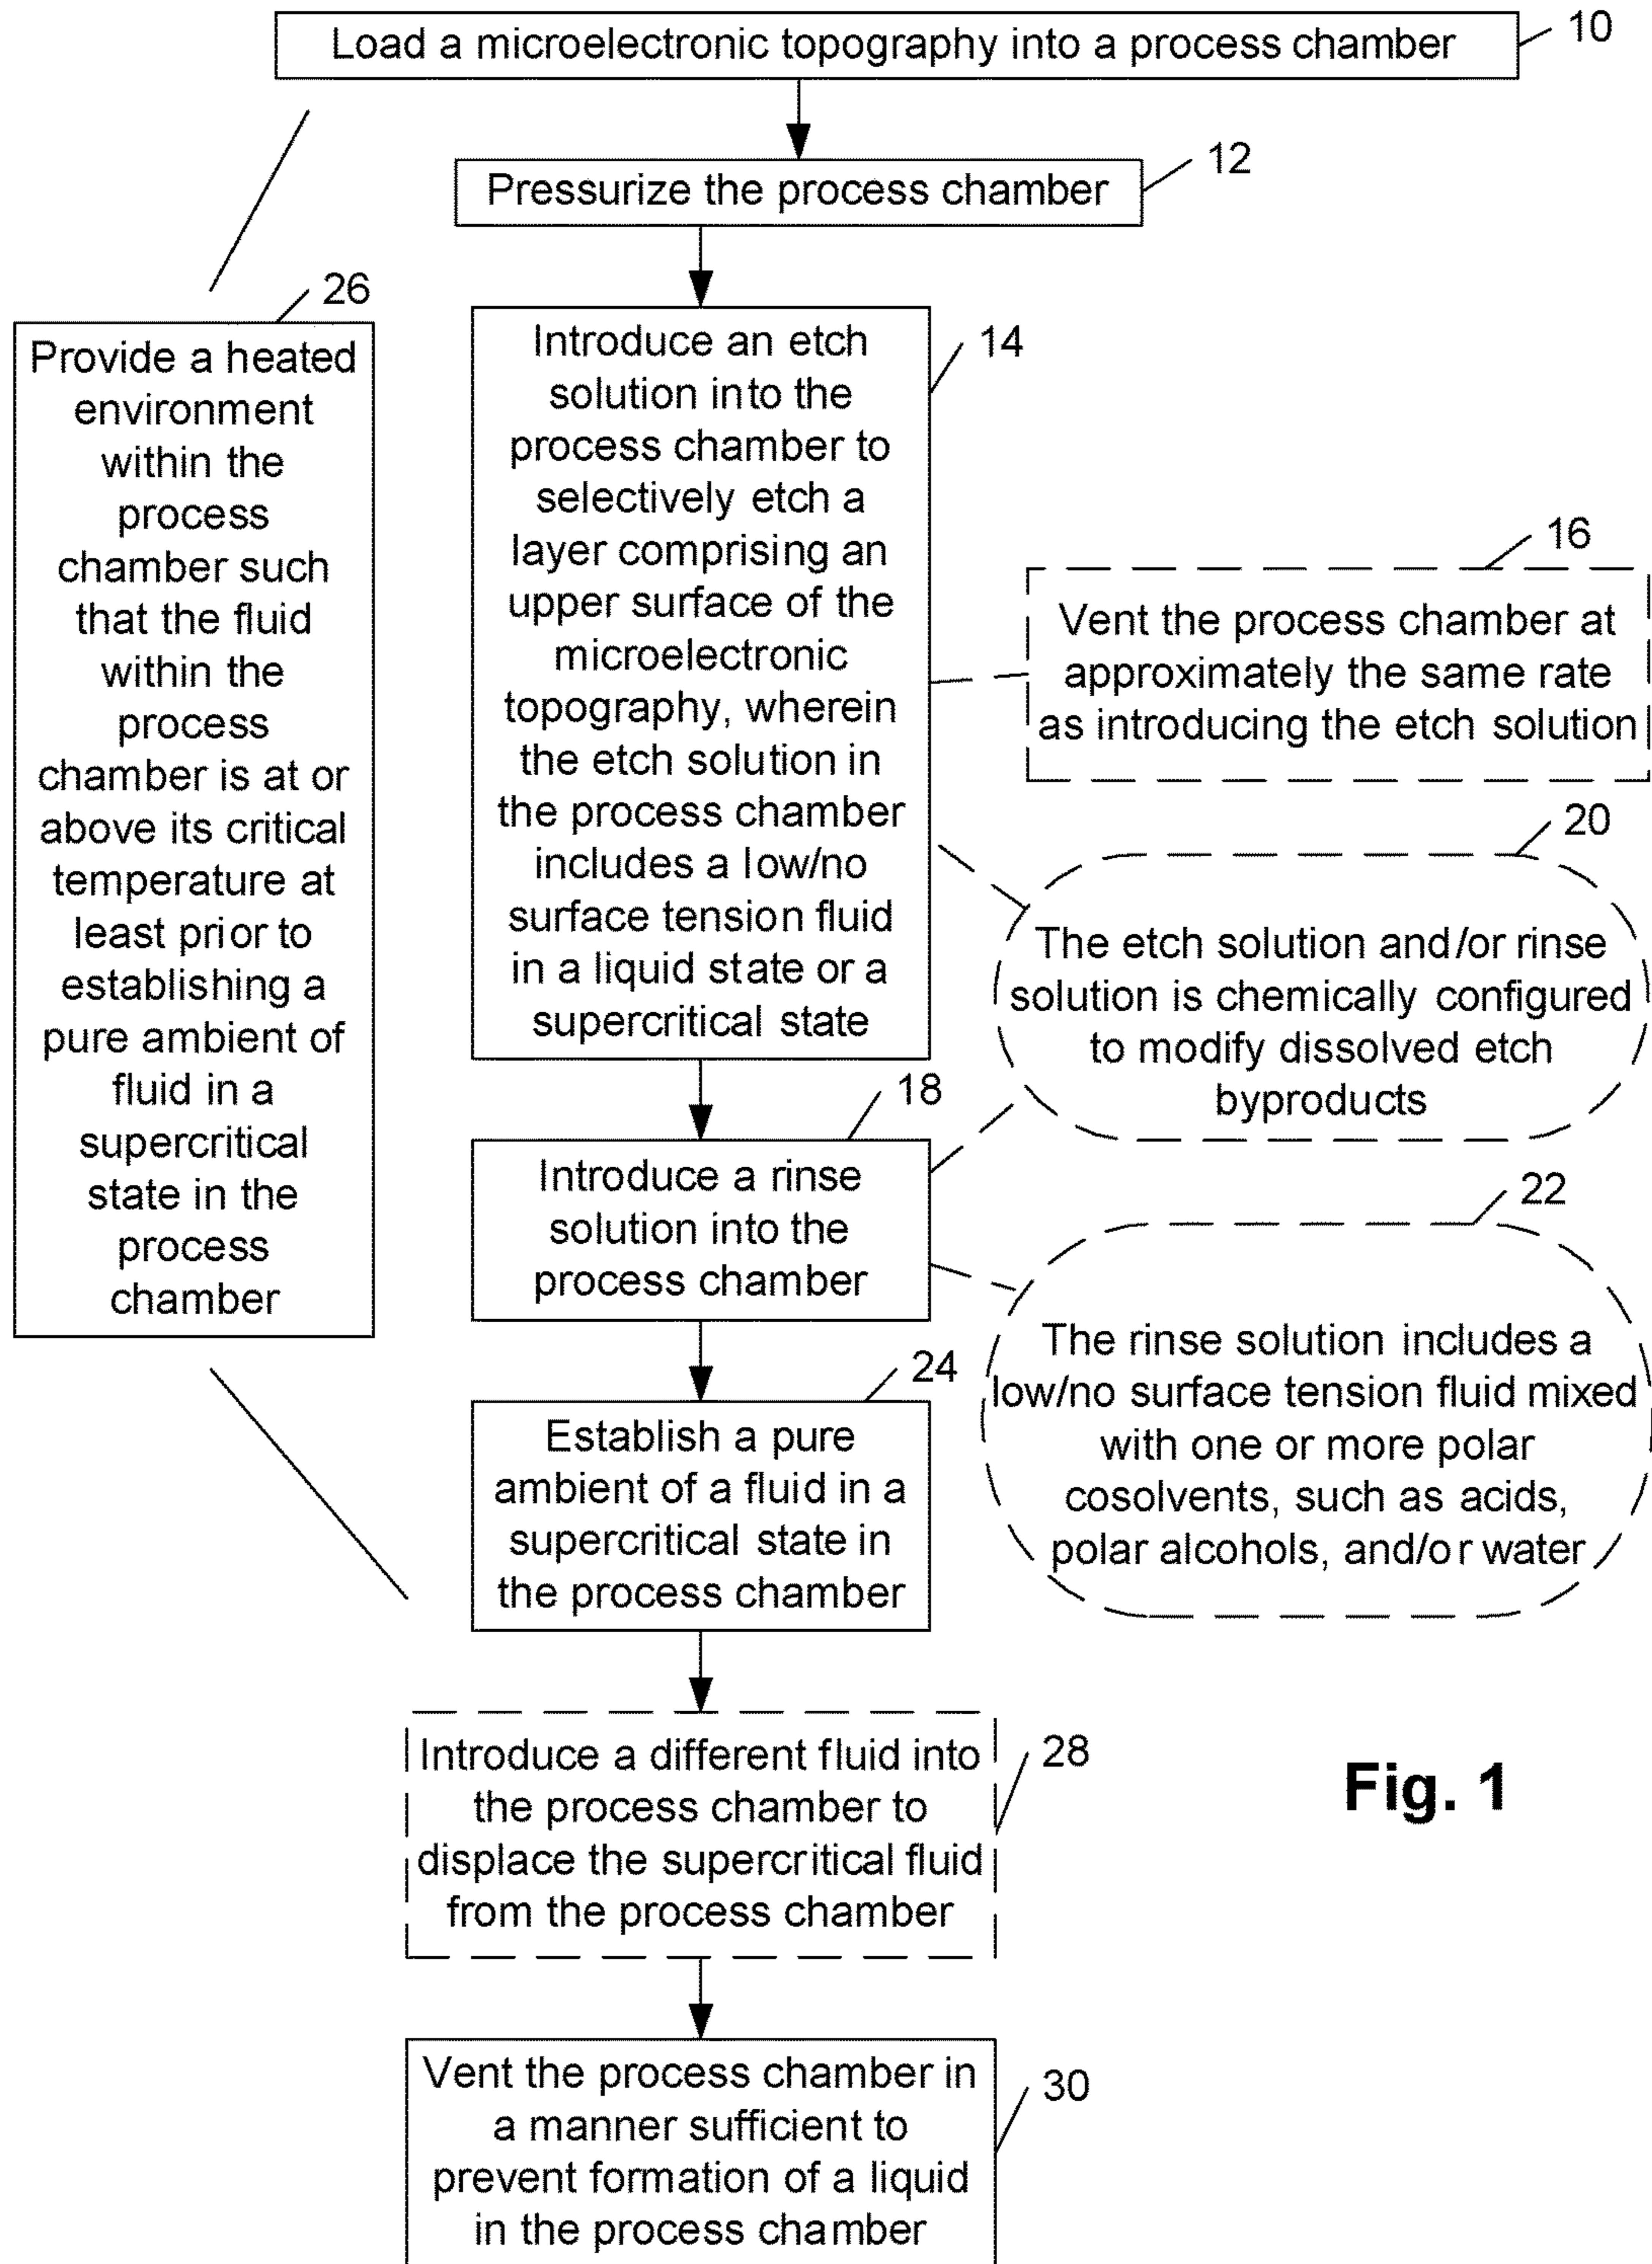 Load a microelectronic topography into a process chamber
10
Pressurize the process chamber
12
26
Provide a heated
environment
within the
process
chamber such
that the fluid
within the
process
chamber is at or
above its critical
temperature at
least prior to
establishing a
pure ambient of
fluid in a
supercritical
state in the
process
chamber
Introduce an etch
solution into the
process chamber to
selectively etch a
layer comprising an
upper surface of the
microelectronic
topography, wherein
the etch solution in
the process chamber
includes a low/no
surface tension fluid
in a liquid state or a
supercritical state
14
16
Vent the process chamber at
approximately the same rate
as introducing the etch solution
20
The etch solution and/or rinse
solution is chemically configured
to modify dissolved etch
byproducts
18
Introduce a rinse
solution into the
process chamber
22
The rinse solution includes a
low/no surface tension fluid mixed
with one or more polar
cosolvents, such as acids,
polar alcohols, and/or water
24
Establish a pure
ambient of a fluid in a
supercritical state in
the process chamber
Introduce a different fluid into
the process chamber to
displace the supercritical fluid
from the process chamber
28
Fig. 1
Vent the process chamber in
a manner sufficient to
prevent formation of a liquid
in the process chamber
30